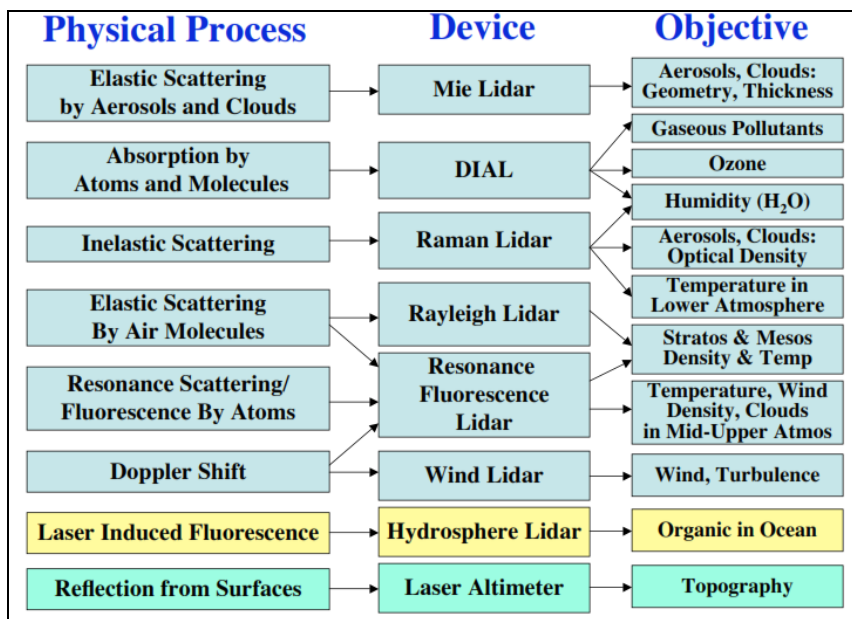 Physical Process
Device
Objective
Elastic Scattering
by Aerosols and Clouds
Mie Lidar
Aerosols, Clouds:
Geometry, Thickness
Absorption by
Atoms and Molecules
DIAL
Gaseous Pollutants
Ozone
Humidity (H₂O)
Inelastic Scattering
Raman Lidar
Aerosols, Clouds:
Optical Density
Temperature in
Lower Atmosphere
Elastic Scattering
By Air Molecules
Rayleigh Lidar
Stratos & Mesos
Density & Temp
Resonance Scattering/
Fluorescence By Atoms
Resonance
Fluorescence
Lidar
Temperature, Wind
Density, Clouds
in Mid-Upper Atmos
Doppler Shift
Wind Lidar
Wind, Turbulence
Laser Induced Fluorescence
Hydrosphere Lidar
Organic in Ocean
Reflection from Surfaces
Laser Altimeter
Topography